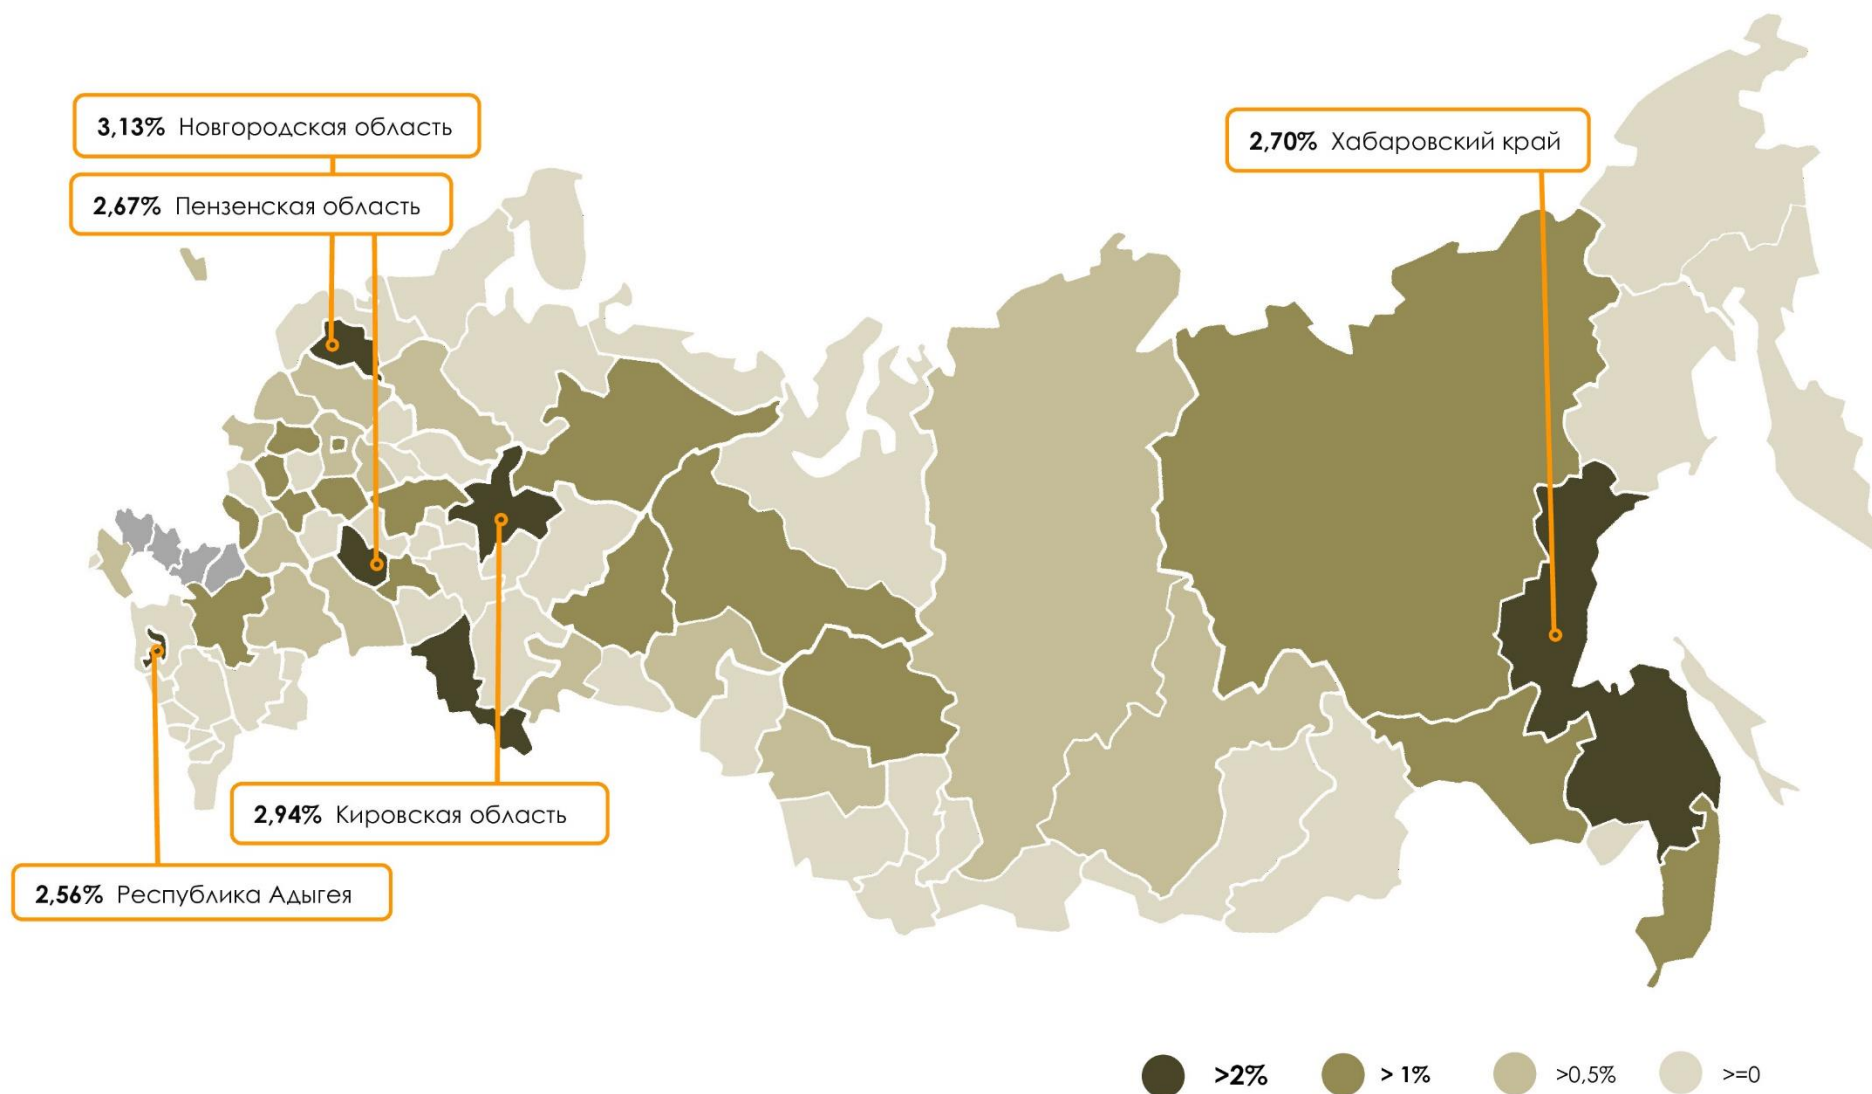 3,13% Новгородская область
2,67% Пензенская область
2,70% Хабаровский край
2,94% Кировская область
2,56% Республика Адыгея
>2% > 1% >0,5% >=0